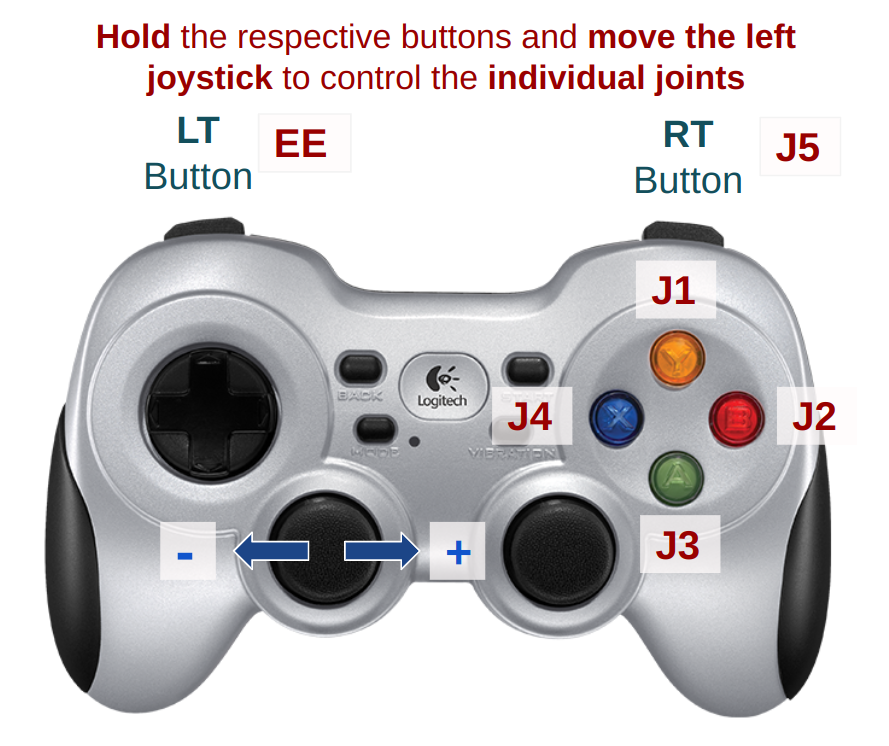 Hold the respective buttons and move the left
joystick to control the individual joints
LT
Button
EE
RT
Button
J5
J1
Y
BACK
Logitech
J4
X
B
J2
MODE
VIBRATION
A
-
+
J3